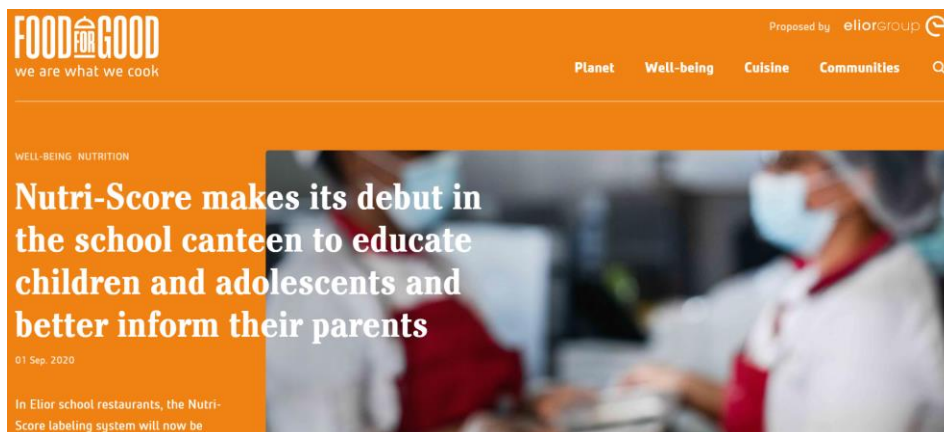 FOOD FOR GOOD
we are what we cook
Proposed by eliorGroup
Planet Well-being Cuisine Communities
WELL-BEING NUTRITION
Nutri-Score makes its debut in
the school canteen to educate
children and adolescents and
better inform their parents
01 Sep. 2020
In Elior school restaurants, the Nutri-
Score labeling system will now be